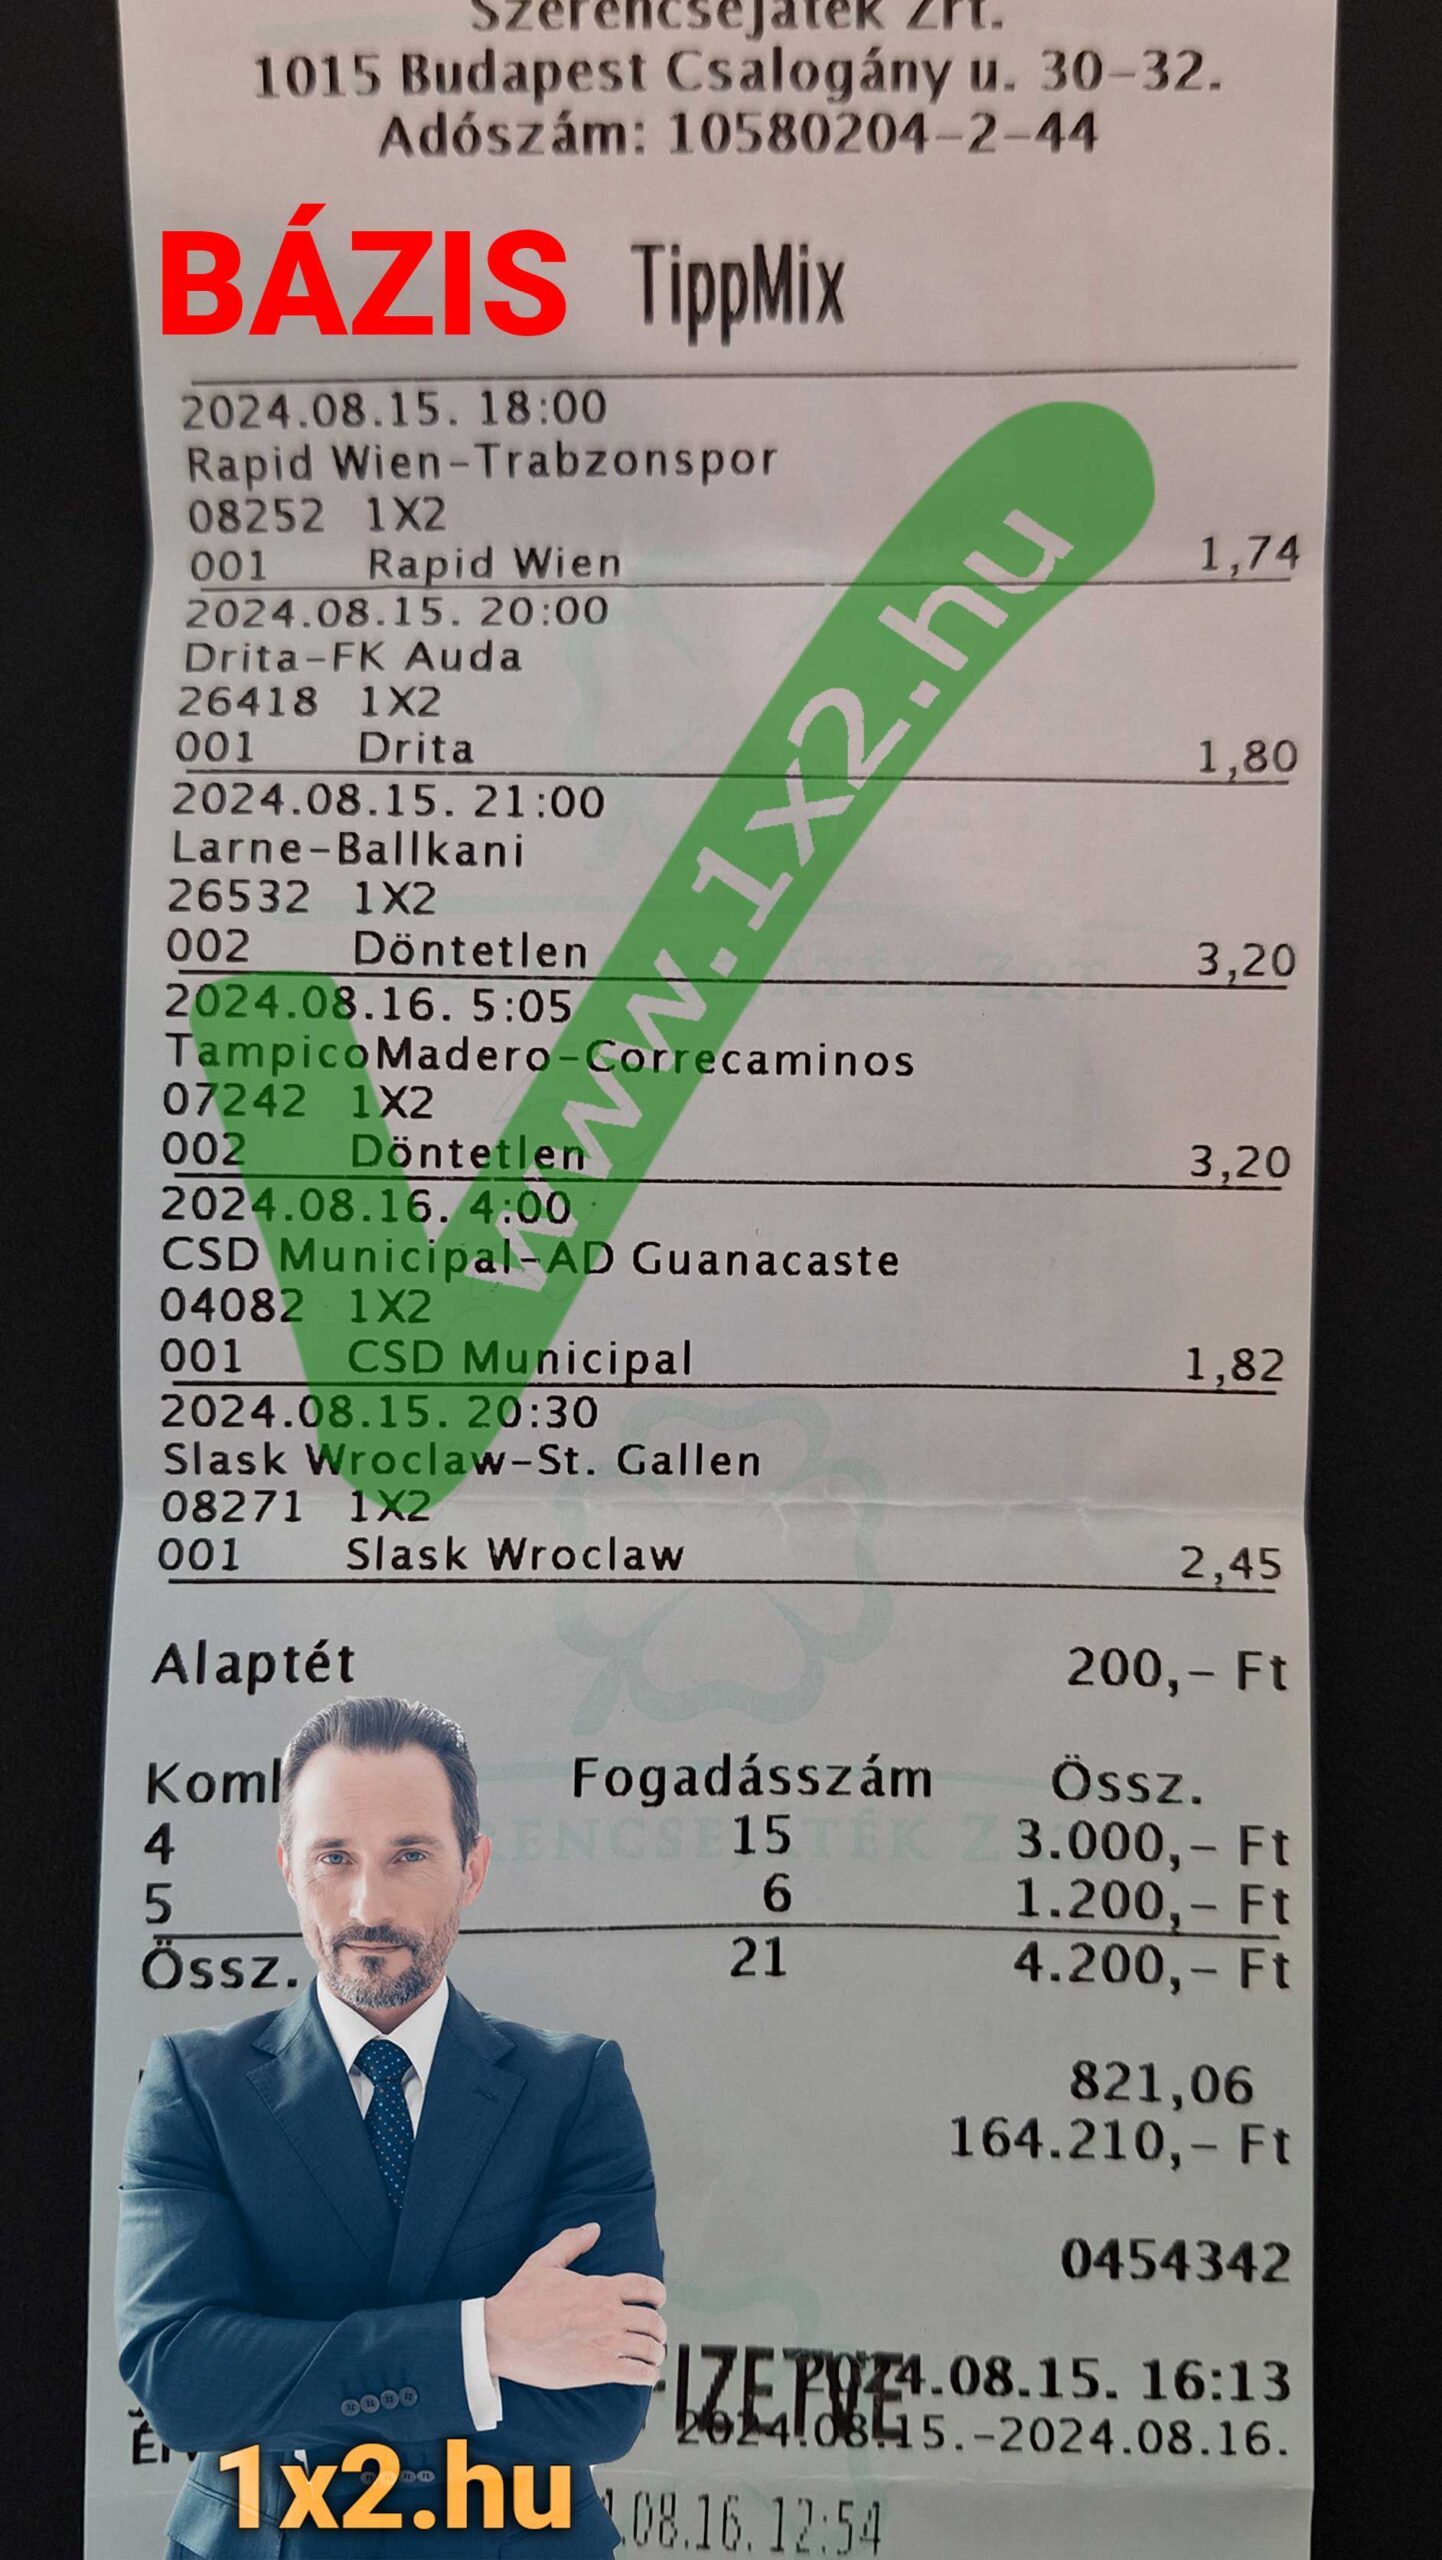 Szerencsejáték Zrt.
1015 Budapest Csalogány u. 30-32.
Adószám: 10580204-2-44
BÁZIS TippMix
2024.08.15. 18:00
Rapid Wien-Trabzonspor
08252 1X2
001 Rapid Wien 1,74
2024.08.15. 20:00
Drita-FK Auda
26418 1X2
001 Drita 1,80
2024.08.15. 21:00
Larne-Ballkani
26532 1X2
002 Döntetlen 3,20
2024.08.16. 5:05
TampicoMadero-Correcaminos
07242 1X2
002 Döntetlen 3,20
2024.08.16. 4:00
CSD Municipal-AD Guanacaste
04082 1X2
001 CSD Municipal 1,82
2024.08.15. 20:30
Slask Wroclaw-St. Gallen
08271 1X2
001 Slask Wroclaw 2,45
www.1x2.hu
Alaptét 200,- Ft
Fogadásszám Össz.
4 15 3.000,- Ft
5 6 1.200,- Ft
Össz. 21 4.200,- Ft
821,06
164.210,- Ft
0454342
2024.08.15. 16:13
2024.08.15.-2024.08.16.
1x2.hu
.08.16. 12:54